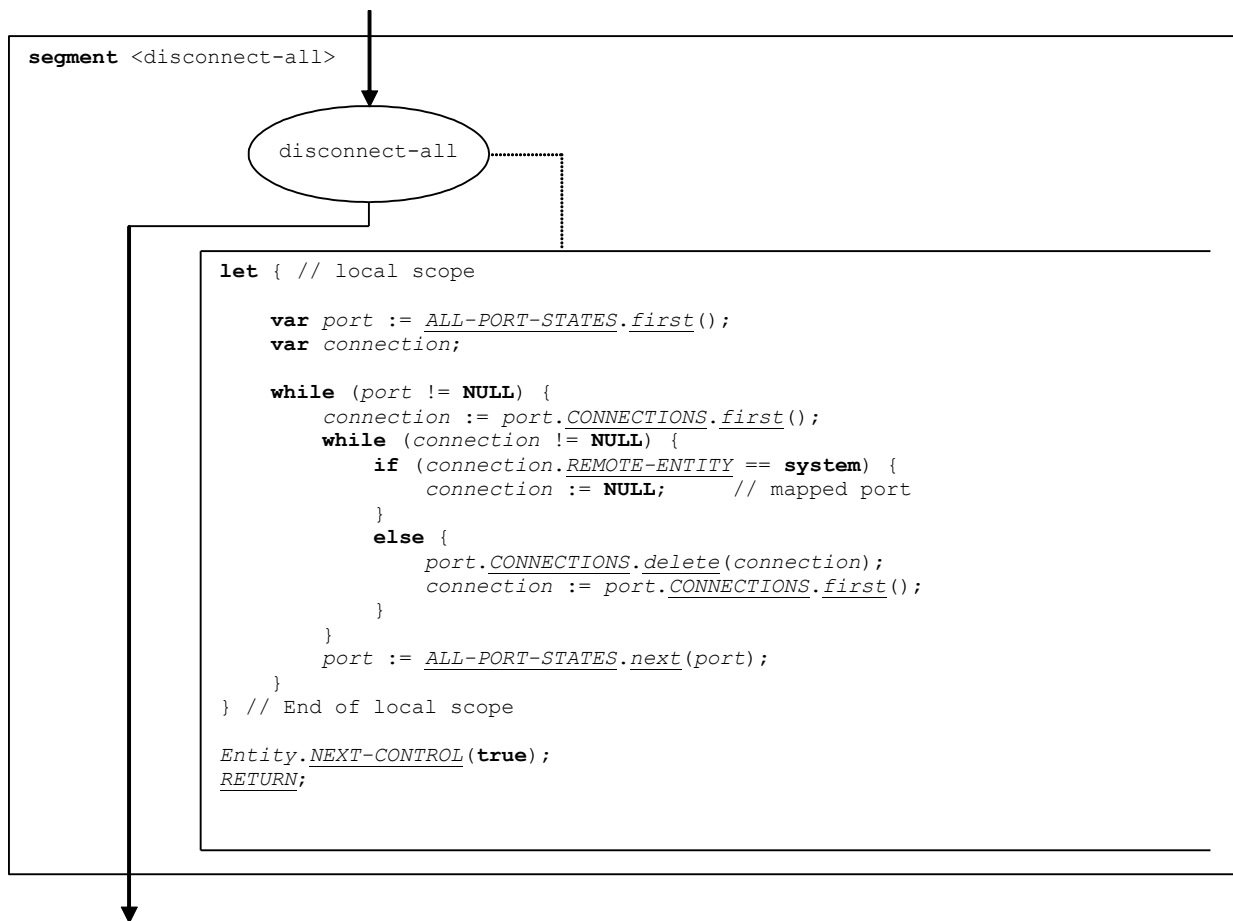 segment <disconnect-all>
disconnect-all
let { // local scope
var port := ALL-PORT-STATES.first();
var connection;
while (port != NULL) {
connection := port.CONNECTIONS.first();
while (connection != NULL) {
if (connection.REMOTE-ENTITY == system) {
connection := NULL; // mapped port
}
else {
port.CONNECTIONS.delete(connection);
connection := port.CONNECTIONS.first();
}
}
port := ALL-PORT-STATES.next(port);
}
} // End of local scope
Entity.NEXT-CONTROL(true);
RETURN;